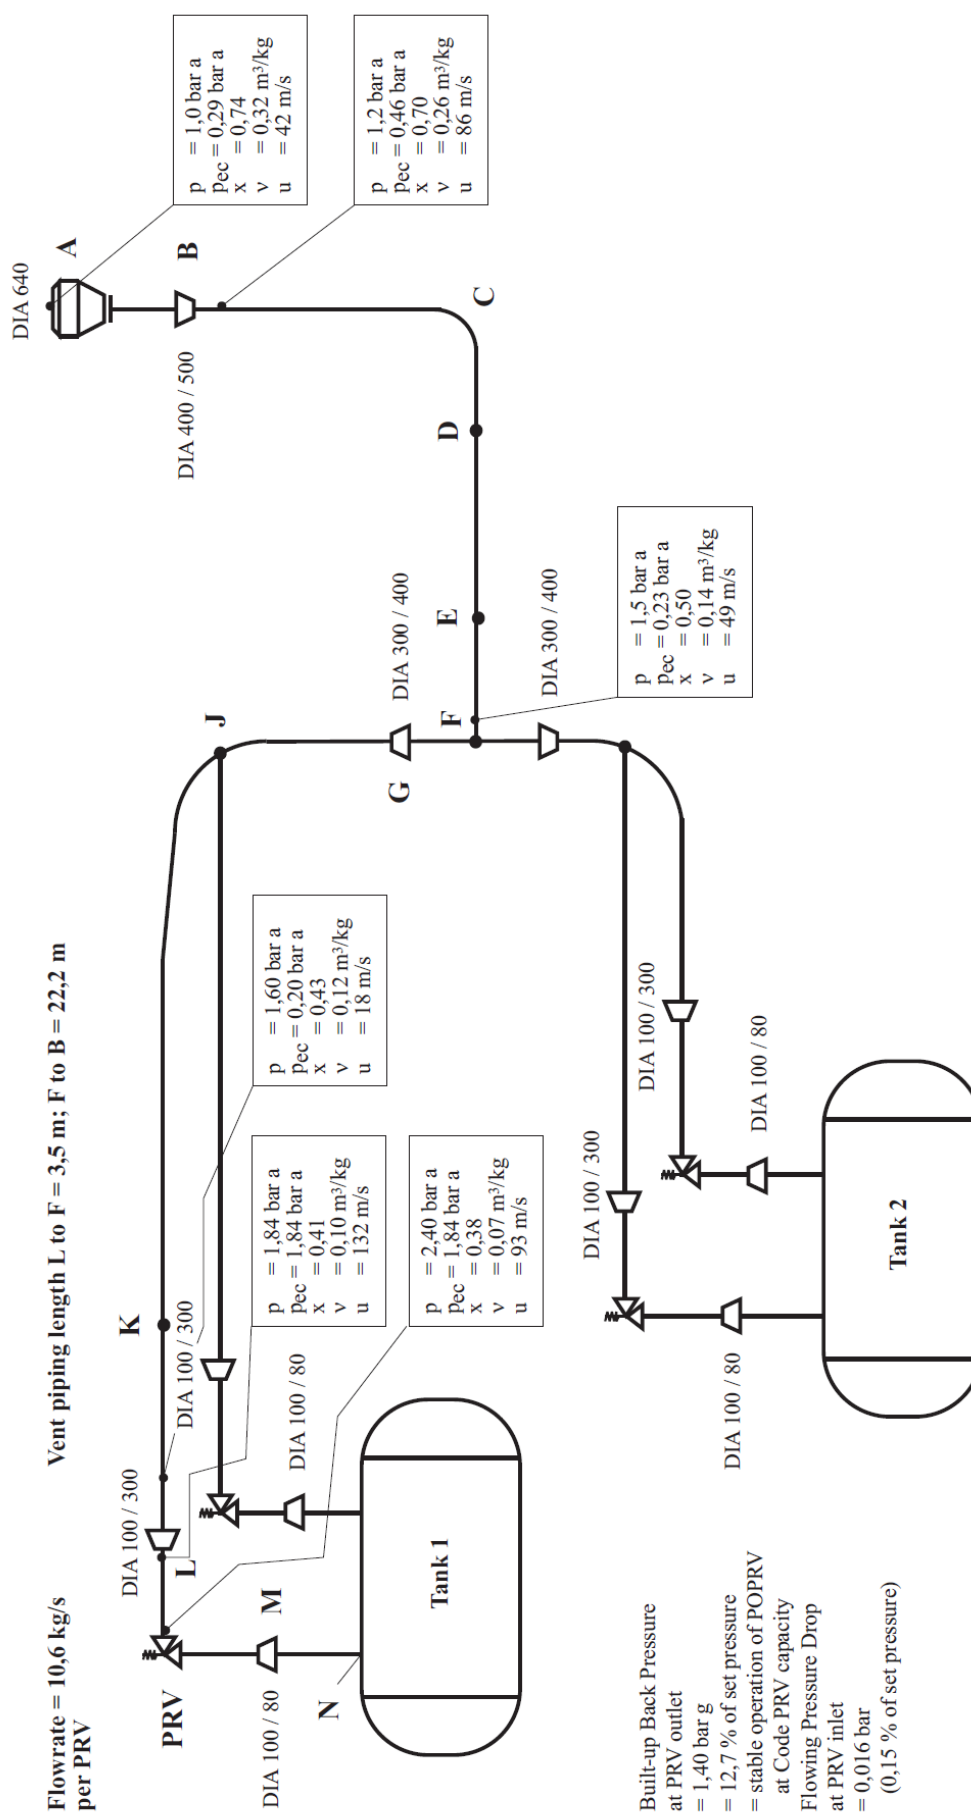 Flowrate = 10,6 kg/s
per PRV
Vent piping length L to F = 3,5 m; F to B = 22,2 m
DIA 640
A
p = 1,0 bar a
pec = 0,29 bar a
x = 0,74
v = 0,32 m³/kg
u = 42 m/s
B
DIA 400 / 500
p = 1,2 bar a
pec = 0,46 bar a
x = 0,70
v = 0,26 m³/kg
u = 86 m/s
C
D
E
F
p = 1,5 bar a
pec = 0,23 bar a
x = 0,50
v = 0,14 m³/kg
u = 49 m/s
DIA 300 / 400
G
DIA 300 / 400
J
K
DIA 100 / 300
DIA 100 / 300
L
p = 1,60 bar a
pec = 0,20 bar a
x = 0,43
v = 0,12 m³/kg
u = 18 m/s
p = 1,84 bar a
pec = 1,84 bar a
x = 0,41
v = 0,10 m³/kg
u = 132 m/s
p = 2,40 bar a
pec = 1,84 bar a
x = 0,38
v = 0,07 m³/kg
u = 93 m/s
PRV
M
DIA 100 / 80
DIA 100 / 80
N
Tank 1
DIA 100 / 300
DIA 100 / 300
DIA 100 / 80
DIA 100 / 80
Tank 2
Built-up Back Pressure
at PRV outlet
= 1,40 bar g
= 12,7 % of set pressure
= stable operation of POPRV
at Code PRV capacity
Flowing Pressure Drop
at PRV inlet
= 0,016 bar
(0,15 % of set pressure)